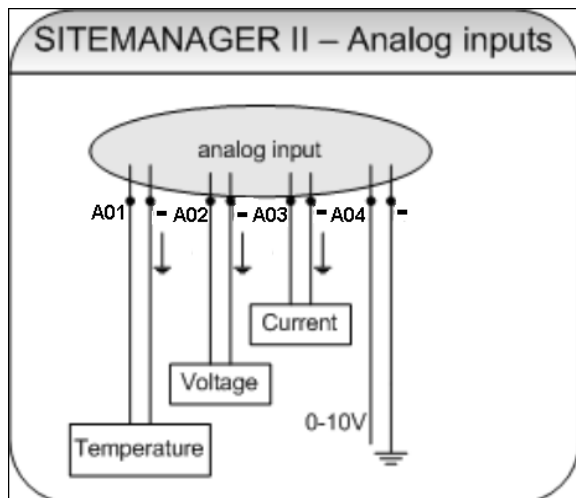 SITEMANAGER II – Analog inputs
analog input
A01 - A02 - A03 - A04 -
Current
Voltage
0-10V
Temperature